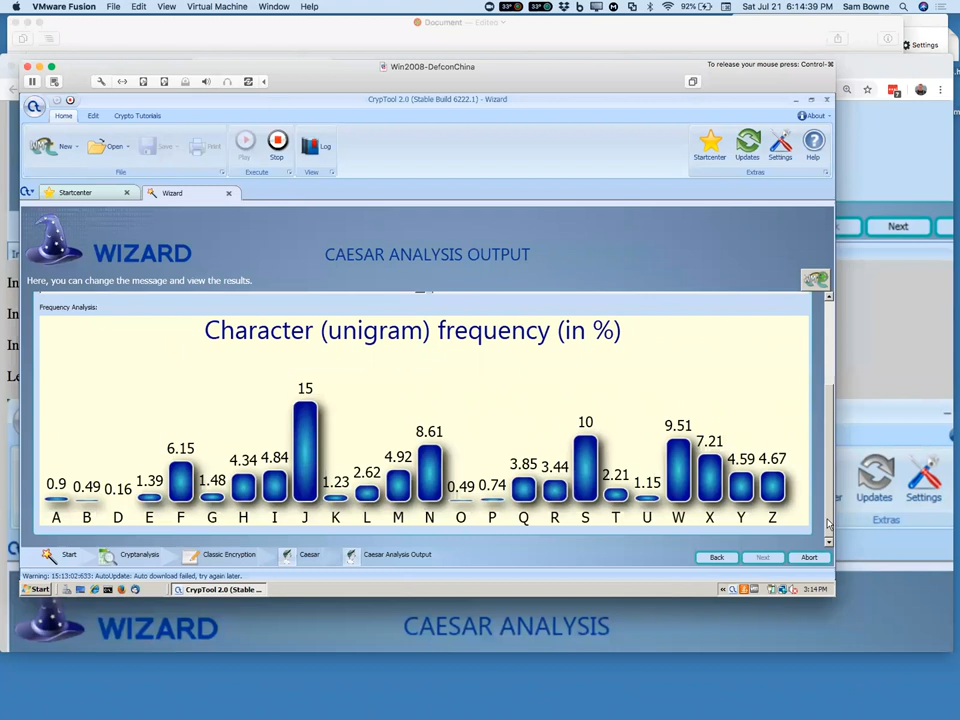 VMware Fusion File Edit View Virtual Machine Window Help 33° 33° 92% Sat Jul 21 6:14:39 PM Sam Bowne
Document — Edited
Settings
Win2008-DefconChina
To release your mouse press: Control-⌘
CrypTool 2.0 (Stable Build 6222.1) - Wizard
Home Edit Crypto Tutorials About
New Open Save Print Play Stop Log Startcenter Updates Settings Help
File Execute View Extras
Startcenter Wizard
WIZARD CAESAR ANALYSIS OUTPUT
Next
Here, you can change the message and view the results.
Frequency Analysis:
Character (unigram) frequency (in %)
0.9 0.49 0.16 1.39 6.15 1.48 4.34 4.84 15 1.23 2.62 4.92 8.61 0.49 0.74 3.85 3.44 10 2.21 1.15 9.51 7.21 4.59 4.67
A B D E F G H I J K L M N O P Q R S T U W X Y Z
In
In
In
Le
Updates Settings
Extras
Start Cryptanalysis Classic Encryption Caesar Caesar Analysis Output Back Next Abort
Warning: 15:13:02:633: AutoUpdate: Auto download failed, try again later.
Start CrypTool 2.0 (Stable ... 3:14 PM
WIZARD CAESAR ANALYSIS